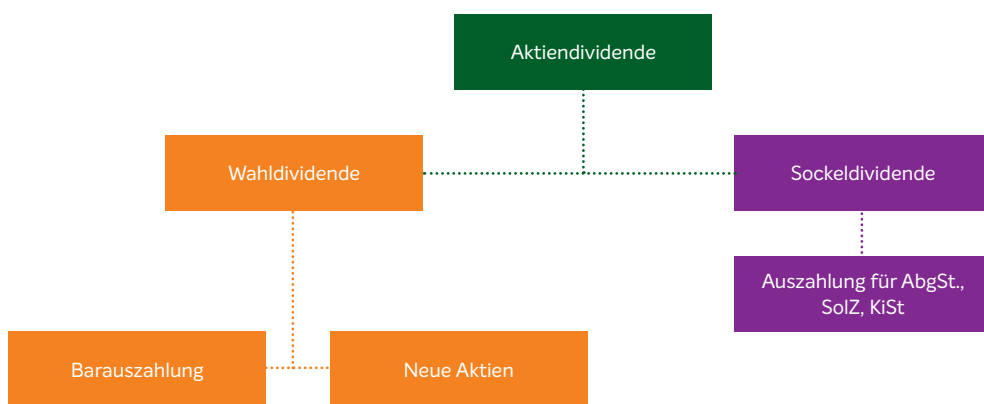 Aktiendividende
Wahldividende
Sockeldividende
Auszahlung für AbgSt.,
SolZ, KiSt
Barauszahlung
Neue Aktien